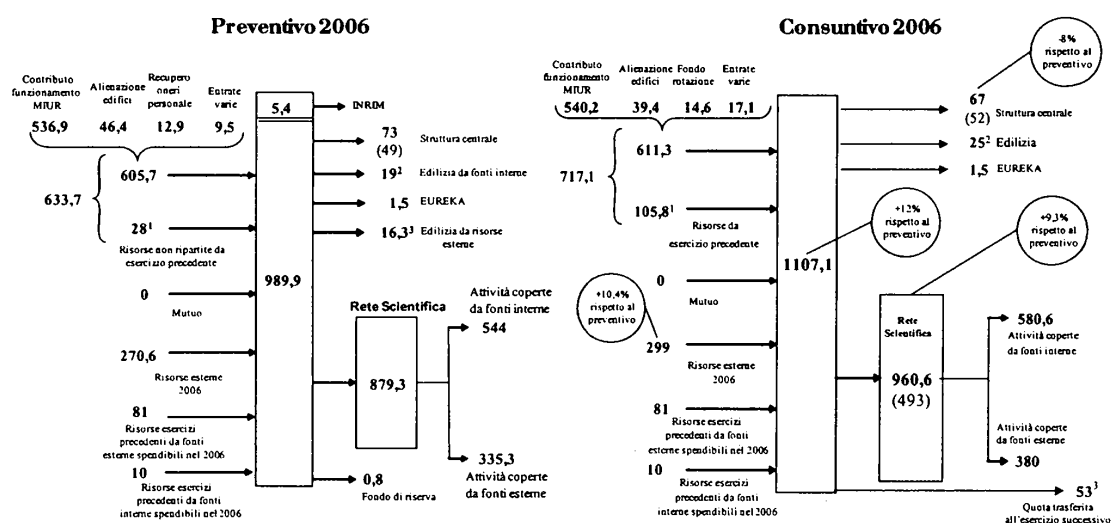 Preventivo 2006
Contributo
funzionamento
MIUR
Alienazione
edifici
Recupero
oneri
personale
Entrate
varie
536,9 46,4 12,9 9,5
633,7
605,7
28¹
Risorse non ripartite da
esercizio precedente
0
Mutuo
270,6
Risorse esterne
2006
81
Risorse esercizi
precedenti da fonti
esterne spendibili nel 2006
10
Risorse esercizi
precedenti da fonti
interne spendibili nel 2006
5,4
989,9
INRIM
73
(49)
Struttura centrale
19² Edilizia da fonti interne
1,5 EUREKA
16,3³ Edilizia da risorse
esterne
Rete Scientifica
879,3
Attività coperte
da fonti interne
544
335,3
Attività coperte
da fonti esterne
0,8
Fondo di riserva
Consuntivo 2006
Contributo
funzionamento
MIUR
Alienazione
edifici
Fondo
rotazione
Entrate
varie
540,2 39,4 14,6 17,1
717,1
611,3
105,8¹
Risorse da
esercizio precedente
0
Mutuo
+10,4%
rispetto al
preventivo
299
Risorse esterne
2006
81
Risorse esercizi
precedenti da fonti
esterne spendibili nel 2006
10
Risorse esercizi
precedenti da fonti
interne spendibili nel 2006
1107,1
-8%
rispetto al
preventivo
67
(52)
Struttura centrale
25² Edilizia
1,5 EUREKA
+12%
rispetto al
preventivo
+9,3%
rispetto al
preventivo
Rete
Scientifica
960,6
(493)
580,6
Attività coperte
da fonti interne
Attività coperte
da fonti esterne
380
53³
Quota trasferita
all'esercizio successivo